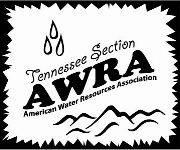 Tennessee Section
AWRA
American Water Resources Association